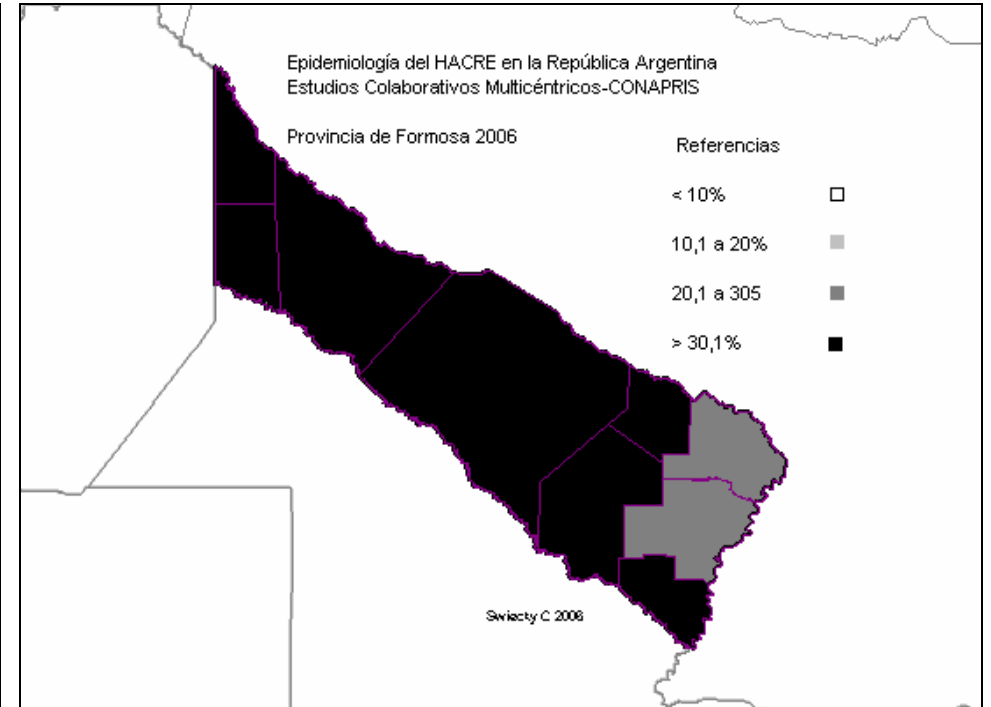 Epidemiología del HACRE en la República Argentina
Estudios Colaborativos Multicéntricos-CONAPRIS
Provincia de Formosa 2006
Referencias
< 10%
10,1 a 20%
20,1 a 305
> 30,1%
Swiecty C 2006